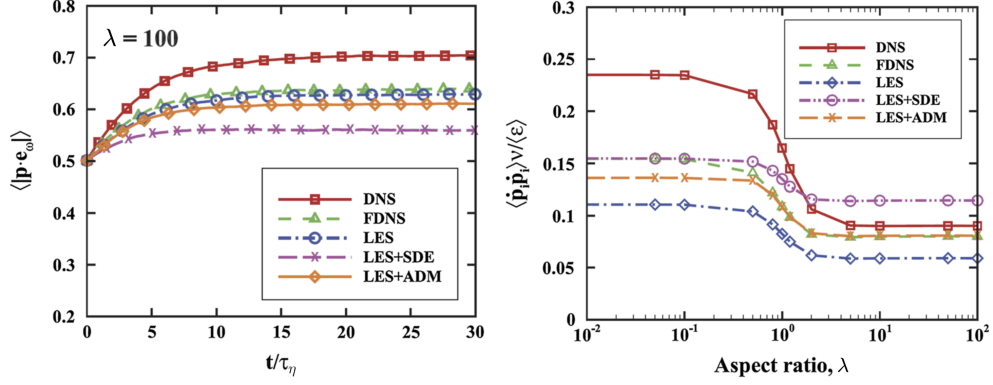 λ = 100
⟨|p·e_ω|⟩
0.8
0.7
0.6
0.5
0.4
0.3
0.2
DNS
FDNS
LES
LES+SDE
LES+ADM
0 5 10 15 20 25 30
t/τ_η
⟨ṗ_iṗ_i⟩ν/⟨ε⟩
0.3
0.25
0.2
0.15
0.1
0.05
0
DNS
FDNS
LES
LES+SDE
LES+ADM
10^-2 10^-1 10^0 10^1 10^2
Aspect ratio, λ